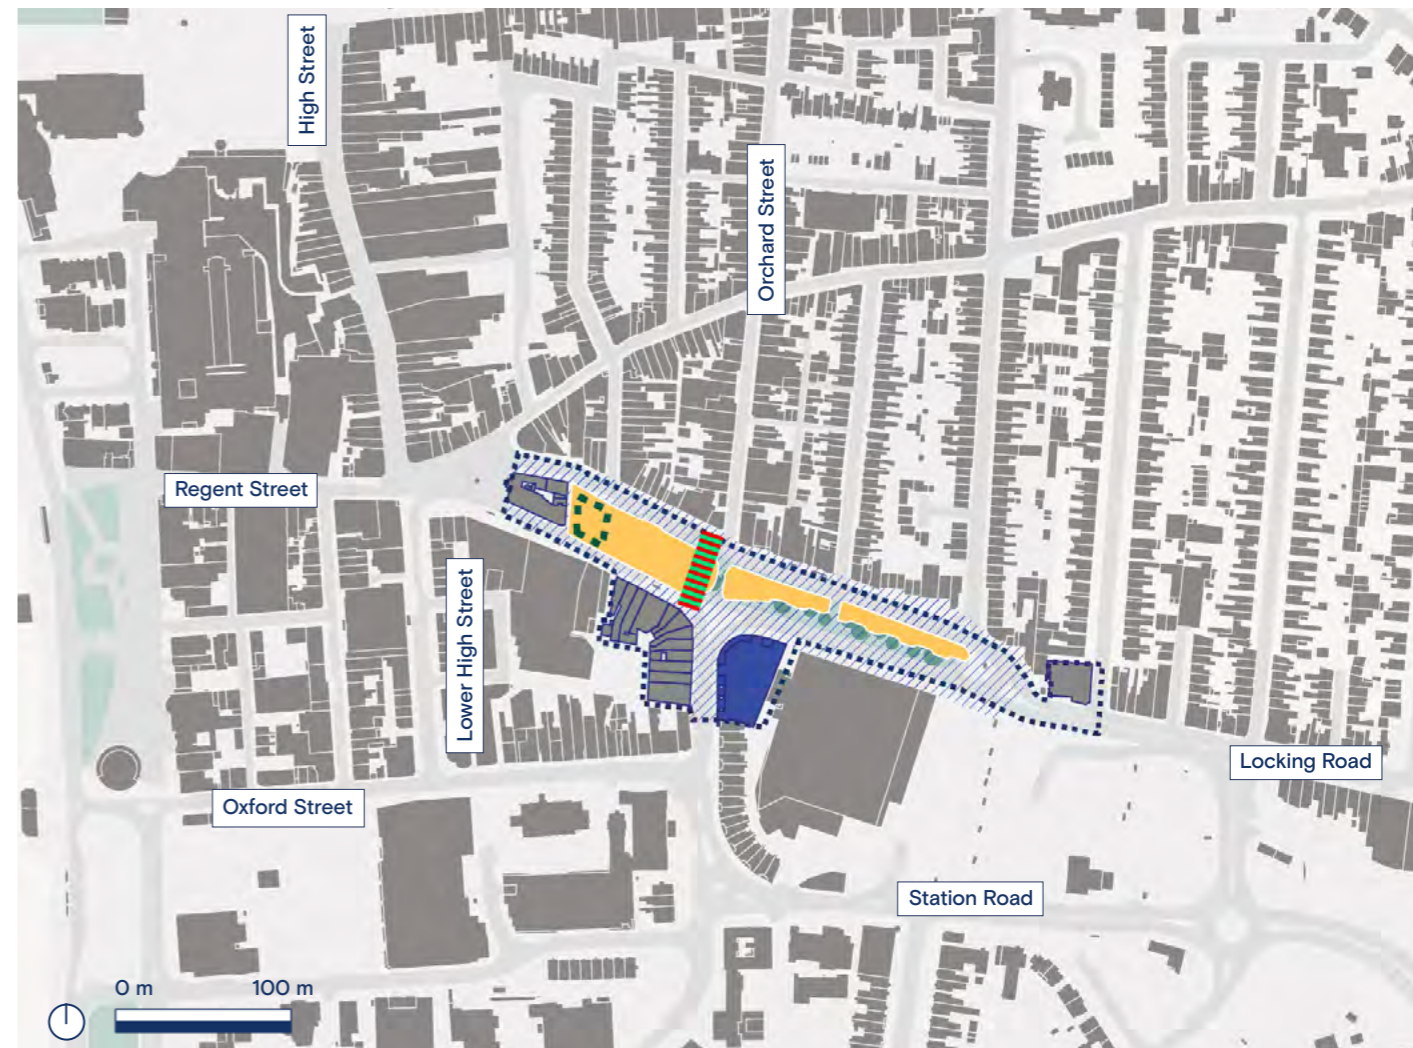 High Street
Orchard Street
Regent Street
Lower High Street
Locking Road
Oxford Street
Station Road
0 m 100 m